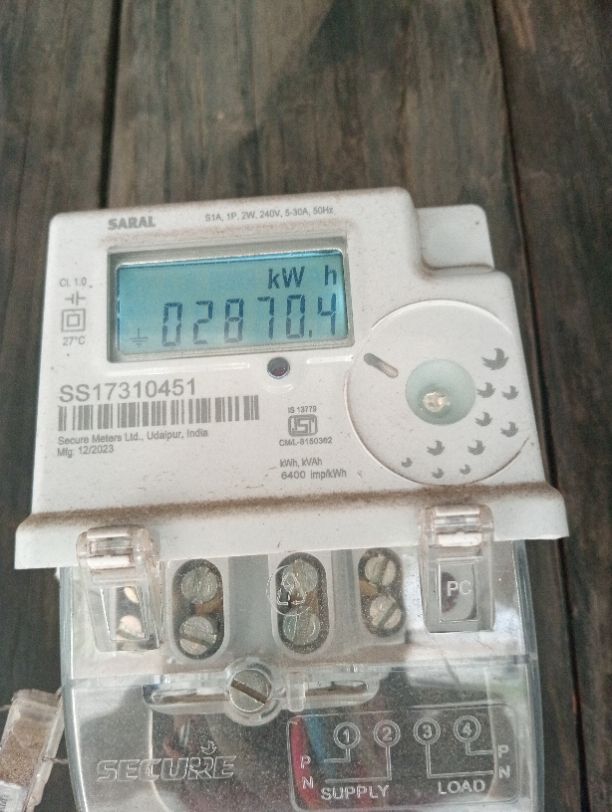 SARAL
S1A, 1P, 2W, 240V, 5-30A, 50Hz
Cl. 1.0
kW h
02870.4
27°C
SS17310451
Secure Meters Ltd., Udaipur, India
Mfg. 12/2023
IS 13779
ISI
CM/L-8150362
kWh, kVAh
6400 imp/kWh
PC
SECURE
1 2 3 4
P
N
SUPPLY
LOAD
P
N